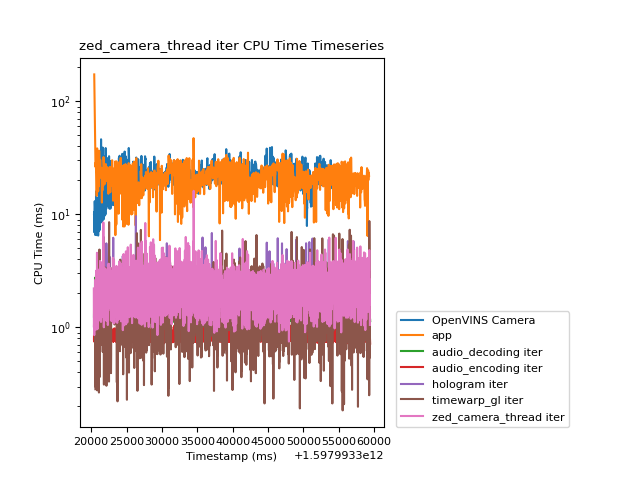 zed_camera_thread iter CPU Time Timeseries
CPU Time (ms)
10²
10¹
10⁰
20000 25000 30000 35000 40000 45000 50000 55000 60000
Timestamp (ms)
+1.5979933e12
OpenVINS Camera
app
audio_decoding iter
audio_encoding iter
hologram iter
timewarp_gl iter
zed_camera_thread iter